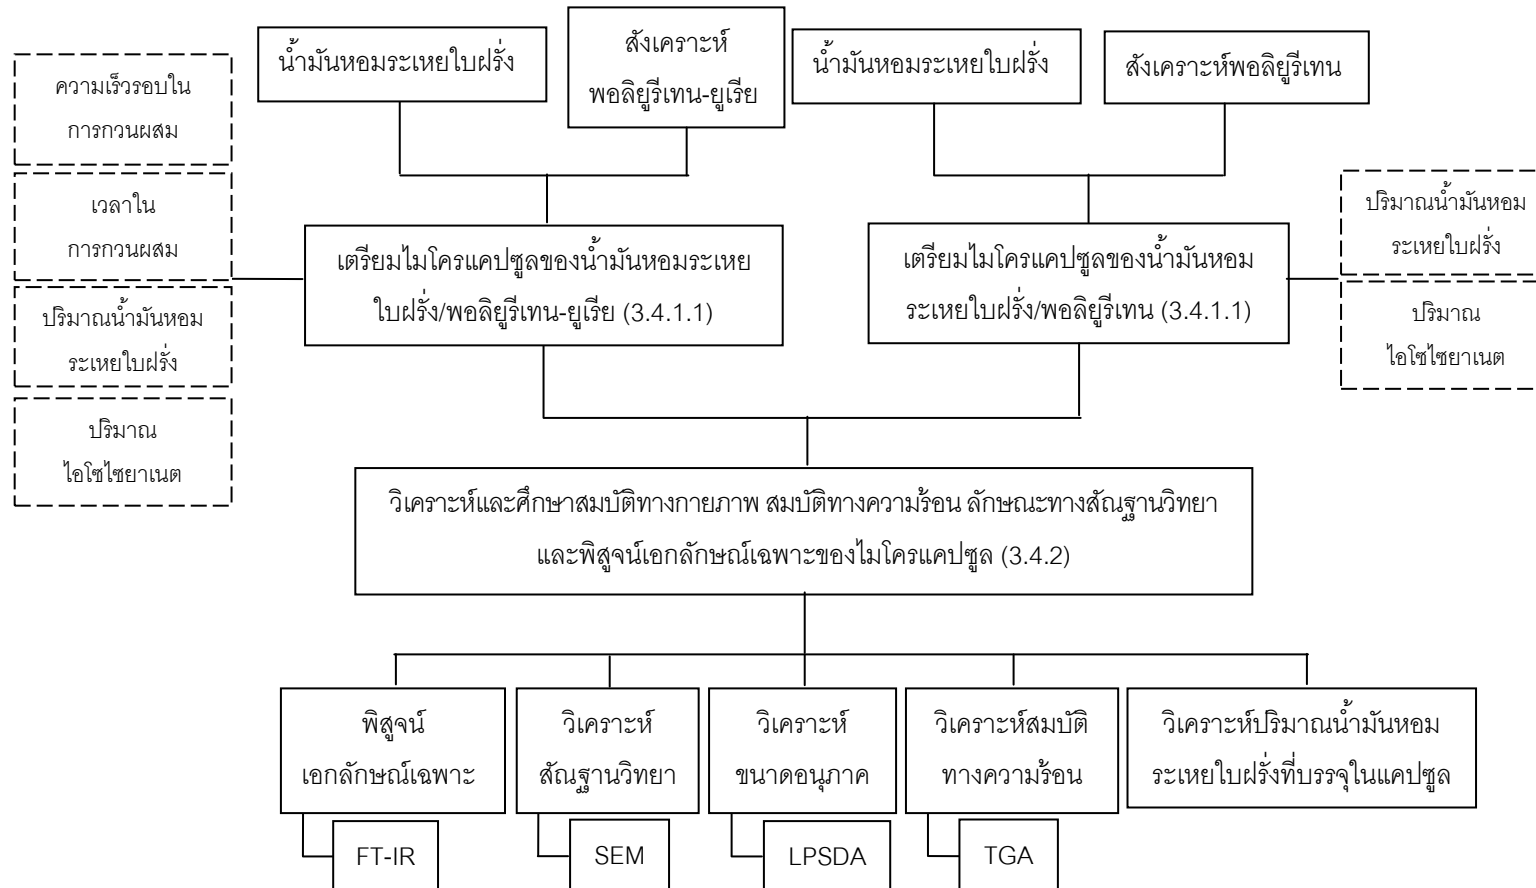 น้ำมันหอมระเหยใบฝรั่ง
สังเคราะห์
พอลิยูรีเทน-ยูเรีย
น้ำมันหอมระเหยใบฝรั่ง
สังเคราะห์พอลิยูรีเทน
ความเร็วรอบใน
การกวนผสม
เวลาใน
การกวนผสม
ปริมาณน้ำมันหอม
ระเหยใบฝรั่ง
ปริมาณ
ไอโซไซยาเนต
เตรียมไมโครแคปซูลของน้ำมันหอมระเหย
ใบฝรั่ง/พอลิยูรีเทน-ยูเรีย (3.4.1.1)
เตรียมไมโครแคปซูลของน้ำมันหอม
ระเหยใบฝรั่ง/พอลิยูรีเทน (3.4.1.1)
ปริมาณน้ำมันหอม
ระเหยใบฝรั่ง
ปริมาณ
ไอโซไซยาเนต
วิเคราะห์และศึกษาสมบัติทางกายภาพ สมบัติทางความร้อน ลักษณะทางสัณฐานวิทยา
และพิสูจน์เอกลักษณ์เฉพาะของไมโครแคปซูล (3.4.2)
พิสูจน์
เอกลักษณ์เฉพาะ
วิเคราะห์
สัณฐานวิทยา
วิเคราะห์
ขนาดอนุภาค
วิเคราะห์สมบัติ
ทางความร้อน
วิเคราะห์ปริมาณน้ำมันหอม
ระเหยใบฝรั่งที่บรรจุในแคปซูล
FT-IR
SEM
LPSDA
TGA